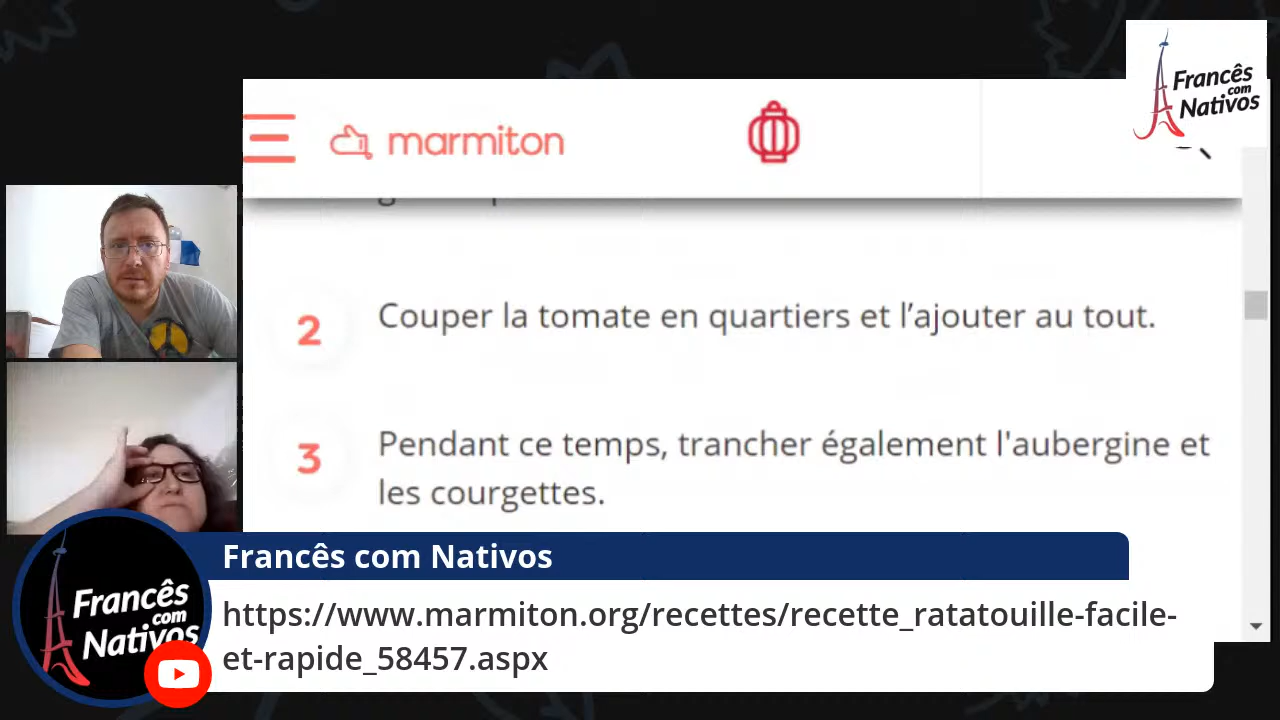 Francês
com
Nativos
marmiton
2
Couper la tomate en quartiers et l’ajouter au tout.
3
Pendant ce temps, trancher également l'aubergine et
les courgettes.
Francês com Nativos
https://www.marmiton.org/recettes/recette_ratatouille-facile-
et-rapide_58457.aspx
Francês
com
Nativos